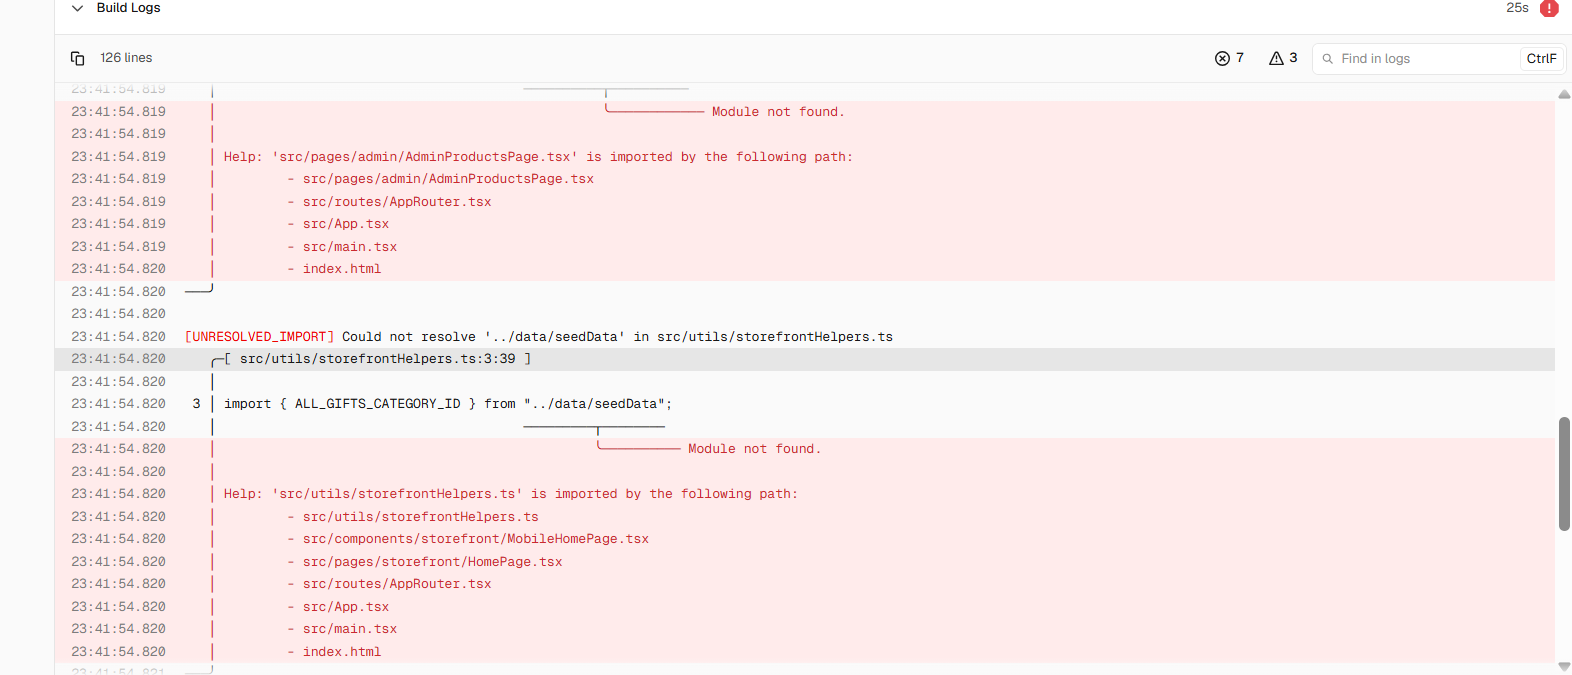 Build Logs 25s
126 lines 7 3 Find in logs CtrlF
23:41:54.819
23:41:54.819 Module not found.
23:41:54.819
23:41:54.819 Help: 'src/pages/admin/AdminProductsPage.tsx' is imported by the following path:
23:41:54.819 - src/pages/admin/AdminProductsPage.tsx
23:41:54.819 - src/routes/AppRouter.tsx
23:41:54.819 - src/App.tsx
23:41:54.819 - src/main.tsx
23:41:54.820 - index.html
23:41:54.820
23:41:54.820
23:41:54.820 [UNRESOLVED_IMPORT] Could not resolve '../data/seedData' in src/utils/storefrontHelpers.ts
23:41:54.820 [ src/utils/storefrontHelpers.ts:3:39 ]
23:41:54.820
23:41:54.820 3 import { ALL_GIFTS_CATEGORY_ID } from "../data/seedData";
23:41:54.820
23:41:54.820 Module not found.
23:41:54.820
23:41:54.820 Help: 'src/utils/storefrontHelpers.ts' is imported by the following path:
23:41:54.820 - src/utils/storefrontHelpers.ts
23:41:54.820 - src/components/storefront/MobileHomePage.tsx
23:41:54.820 - src/pages/storefront/HomePage.tsx
23:41:54.820 - src/routes/AppRouter.tsx
23:41:54.820 - src/App.tsx
23:41:54.820 - src/main.tsx
23:41:54.820 - index.html
23:41:54.821